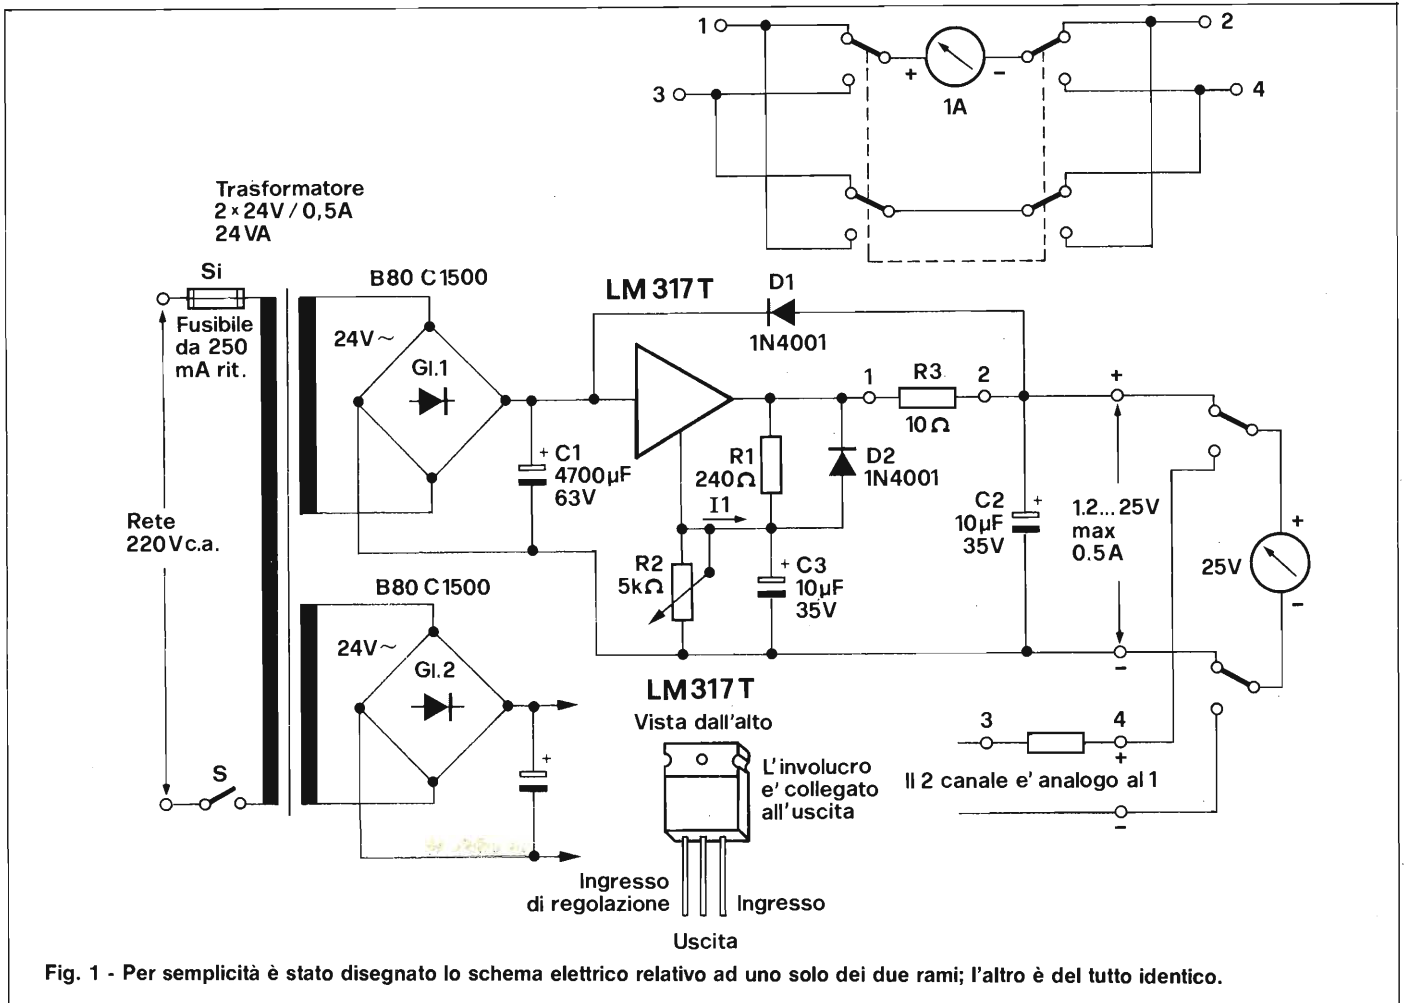 1
2
+
−
1A
3
4
Trasformatore
2 x 24V / 0,5A
24VA
Si
B80 C1500
LM 317 T
D1
1N4001
Fusibile
da 250
mA rit.
24V~
Gl.1
+ C1
4700µF
63V
R1
240Ω
D2
1N4001
1
R3
2
10Ω
+
I1
C2 +
10µF
35V
1.2...25V
max
0.5A
+
25V
−
Rete
220Vc.a.
R2
5kΩ
+ C3
10µF
35V
−
B80 C1500
24V~
Gl.2
+
LM317T
Vista dall'alto
L'involucro
e' collegato
all'uscita
3
4
+
Il 2 canale e' analogo al 1
−
S
Ingresso
di regolazione
Ingresso
Uscita
Fig. 1 - Per semplicità è stato disegnato lo schema elettrico relativo ad uno solo dei due rami; l'altro è del tutto identico.